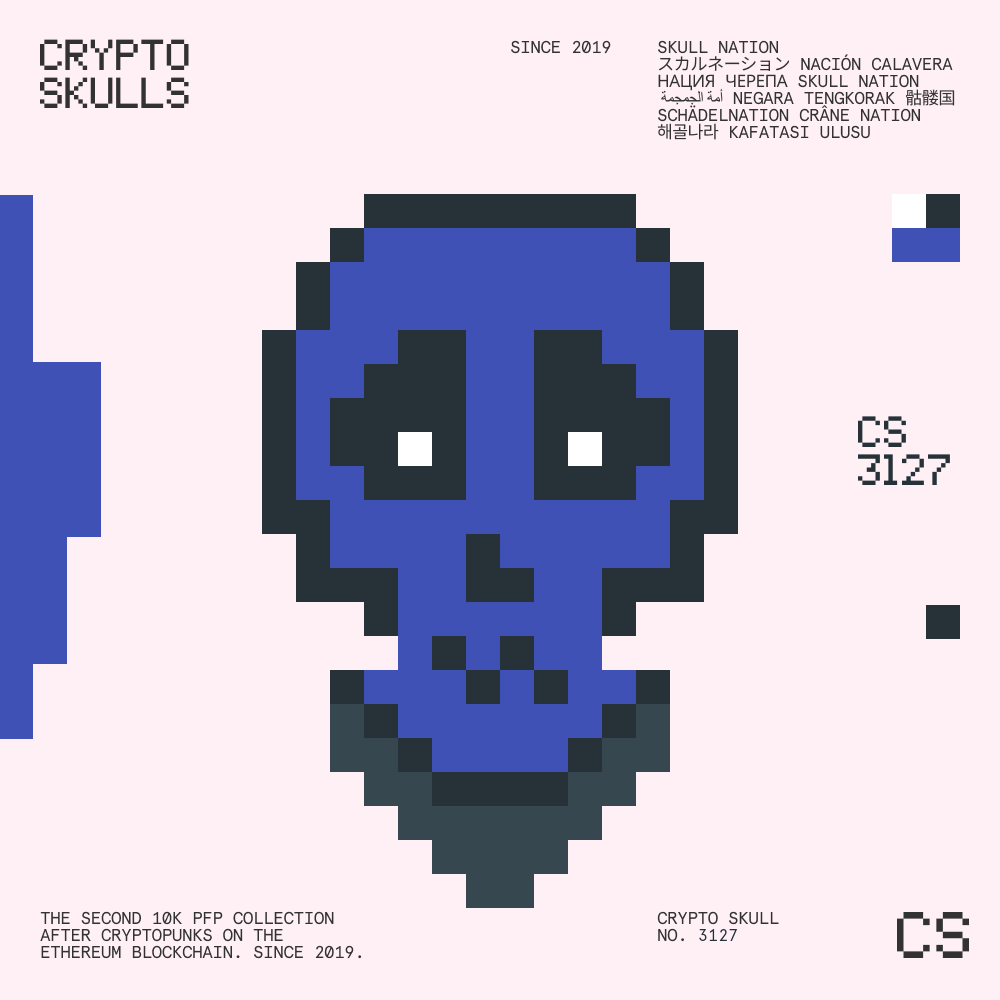 CRYPTO
SKULLS
SINCE 2019
SKULL NATION
スカルネーション NACIÓN CALAVERA
НАЦИЯ ЧЕРЕПА SKULL NATION
أمة الجمجمة NEGARA TENGKORAK 骷髅国
SCHÄDELNATION CRÂNE NATION
해골나라 KAFATASI ULUSU
CS
3127
THE SECOND 10K PFP COLLECTION
AFTER CRYPTOPUNKS ON THE
ETHEREUM BLOCKCHAIN. SINCE 2019.
CRYPTO SKULL
NO. 3127
CS